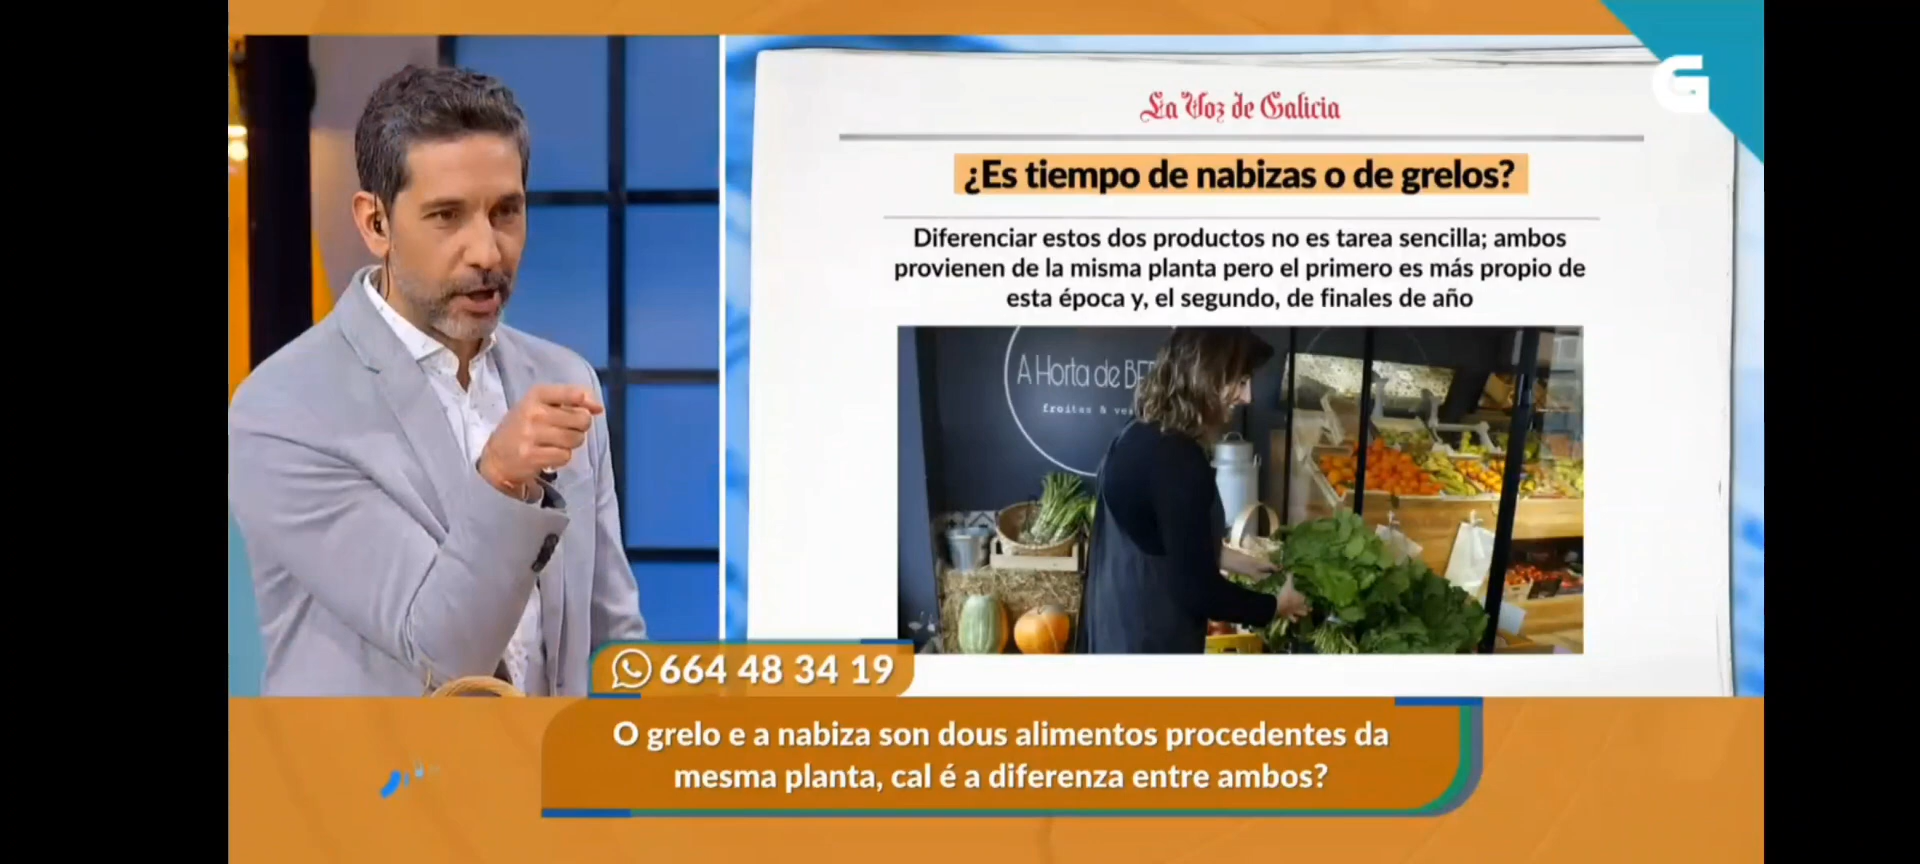 G
La Voz de Galicia
¿Es tiempo de nabizas o de grelos?
Diferenciar estos dos productos no es tarea sencilla; ambos
provienen de la misma planta pero el primero es más propio de
esta época y, el segundo, de finales de año
A Horta de
froitas &
664 48 34 19
O grelo e a nabiza son dous alimentos procedentes da
mesma planta, cal é a diferenza entre ambos?